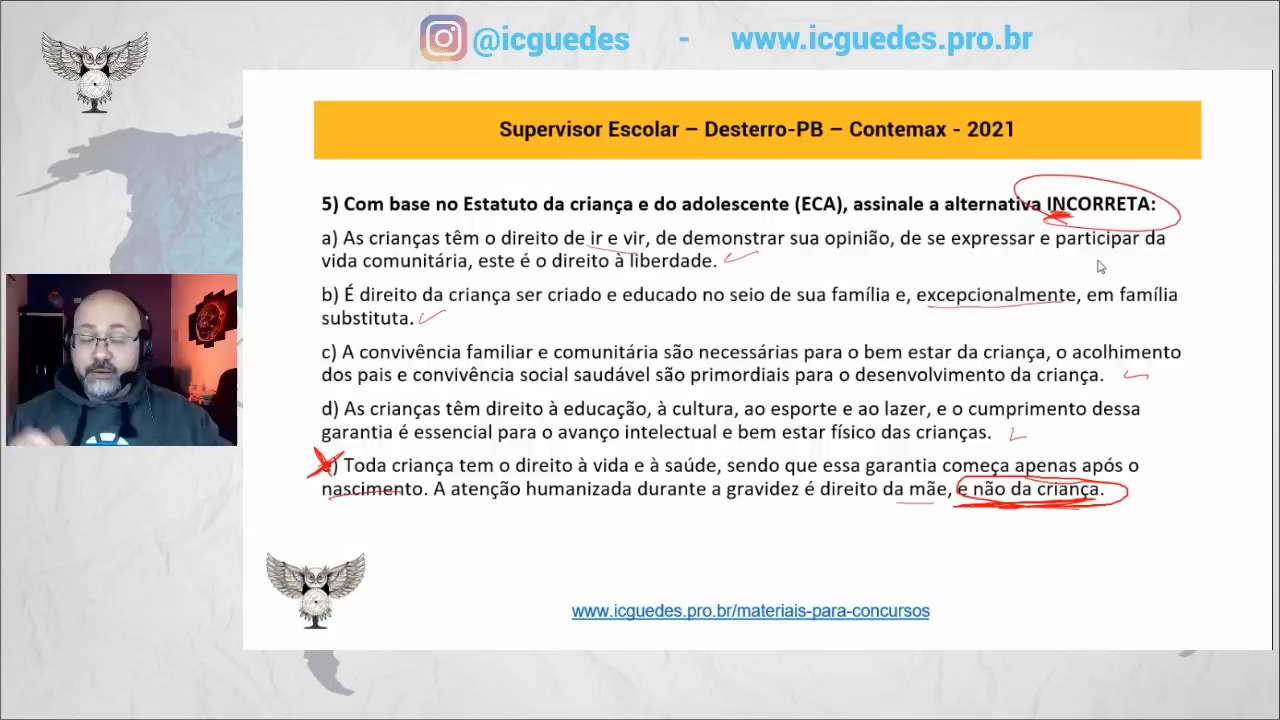 @icguedes - www.icguedes.pro.br
Supervisor Escolar – Desterro-PB – Contemax - 2021
5) Com base no Estatuto da criança e do adolescente (ECA), assinale a alternativa INCORRETA:
a) As crianças têm o direito de ir e vir, de demonstrar sua opinião, de se expressar e participar da
vida comunitária, este é o direito à liberdade.
b) É direito da criança ser criado e educado no seio de sua família e, excepcionalmente, em família
substituta.
c) A convivência familiar e comunitária são necessárias para o bem estar da criança, o acolhimento
dos pais e convivência social saudável são primordiais para o desenvolvimento da criança.
d) As crianças têm direito à educação, à cultura, ao esporte e ao lazer, e o cumprimento dessa
garantia é essencial para o avanço intelectual e bem estar físico das crianças.
) Toda criança tem o direito à vida e à saúde, sendo que essa garantia começa apenas após o
nascimento. A atenção humanizada durante a gravidez é direito da mãe, e não da criança.
www.icguedes.pro.br/materiais-para-concursos